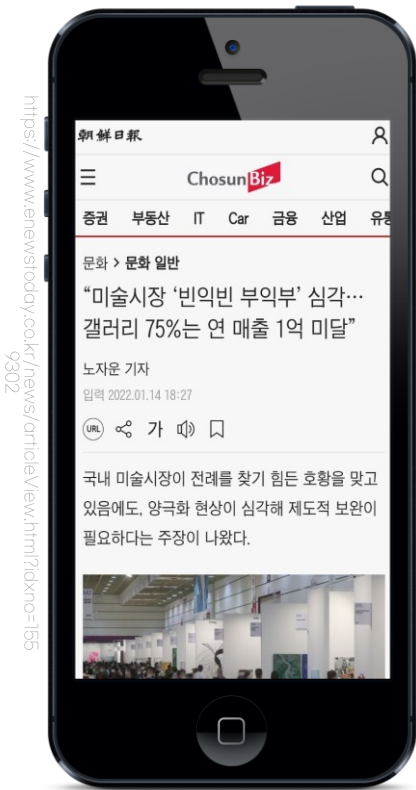 https://www.enewstoday.co.kr/news/articleView.html?idxno=155
9302
朝鮮日報
ChosunBiz
증권 부동산 IT Car 금융 산업 유통
문화 > 문화 일반
“미술시장 ‘빈익빈 부익부’ 심각…
갤러리 75%는 연 매출 1억 미달”
노자운 기자
입력 2022.01.14 18:27
URL 가
국내 미술시장이 전례를 찾기 힘든 호황을 맞고
있음에도, 양극화 현상이 심각해 제도적 보완이
필요하다는 주장이 나왔다.